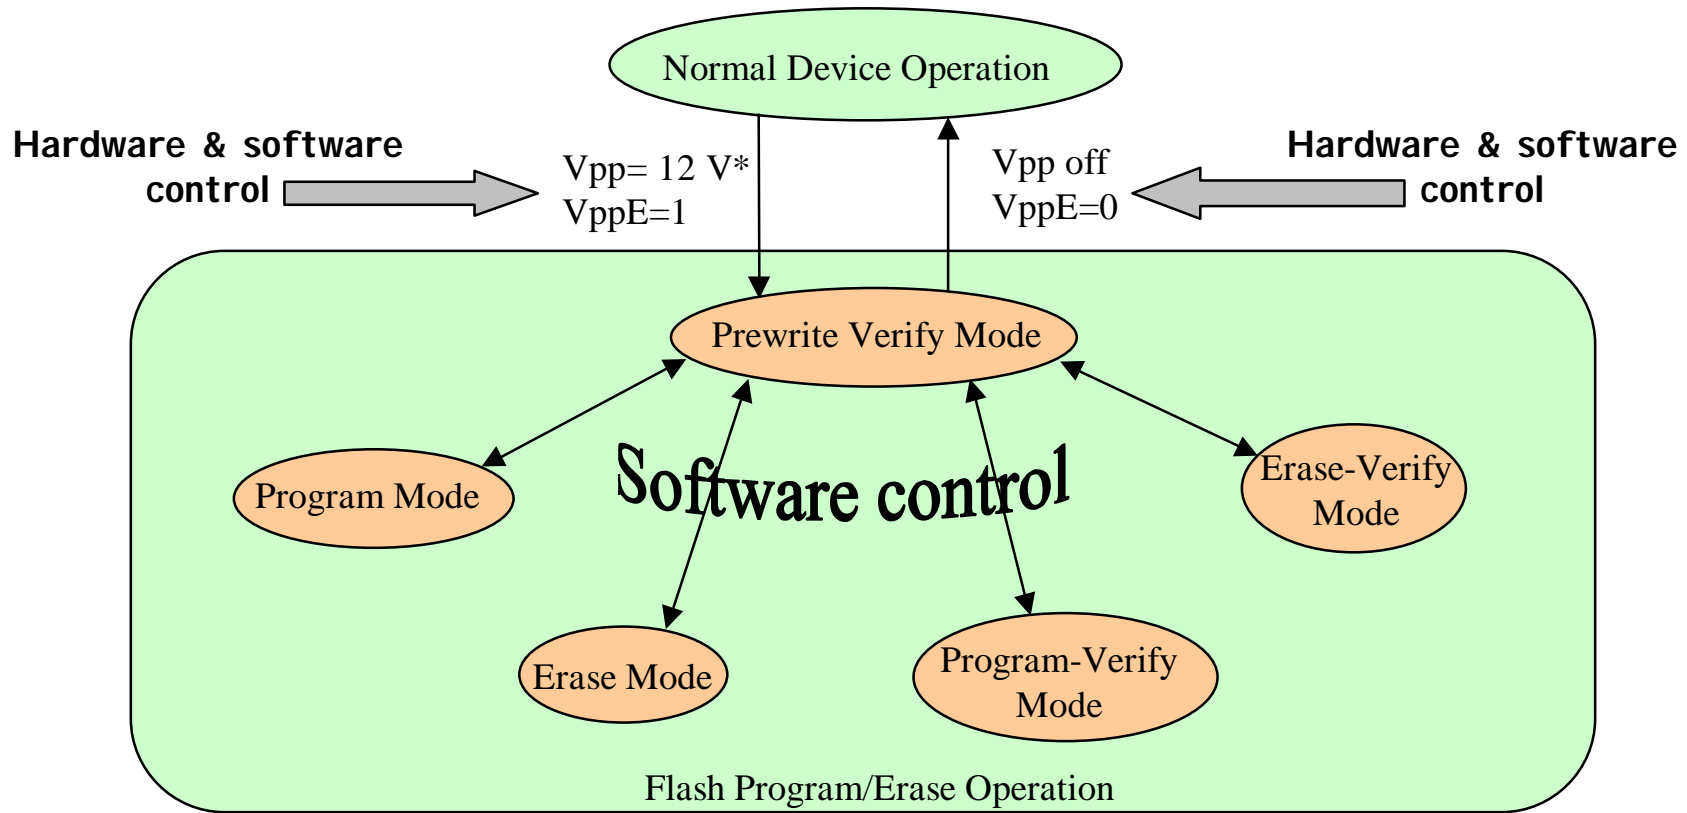 Normal Device Operation
Hardware & software
control
Vpp= 12 V*
VppE=1
Vpp off
VppE=0
Hardware & software
control
Prewrite Verify Mode
Software control
Program Mode
Erase-Verify
Mode
Erase Mode
Program-Verify
Mode
Flash Program/Erase Operation